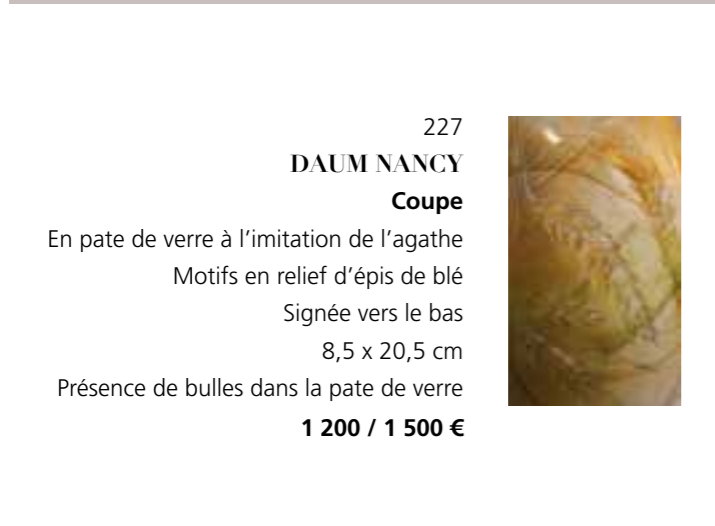 227
DAUM NANCY
Coupe
En pate de verre à l’imitation de l’agathe
Motifs en relief d’épis de blé
Signée vers le bas
8,5 x 20,5 cm
Présence de bulles dans la pate de verre
1 200 / 1 500 €